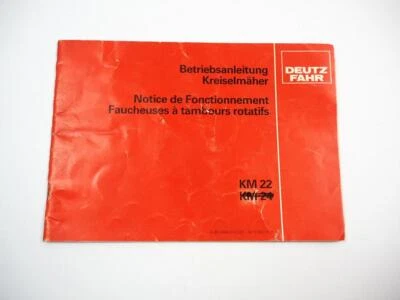 Betriebsanleitung
Kreiselmäher
Notice de Fonctionnement
Faucheuses à tambours rotatifs
DEUTZ
FAHR
KM 22
KM 24